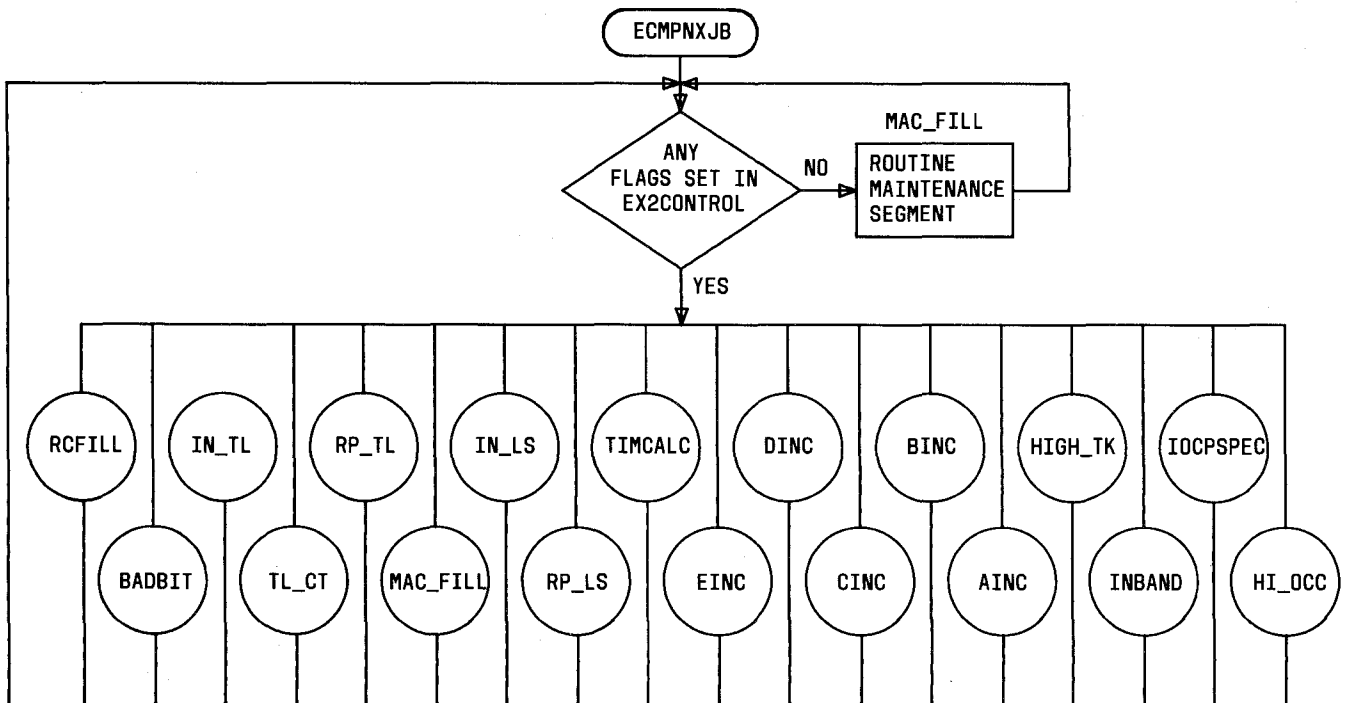 ECMPNXJB
MAC_FILL
ANY
FLAGS SET IN
EX2CONTROL
NO
ROUTINE
MAINTENANCE
SEGMENT
YES
RCFILL
IN_TL
RP_TL
IN_LS
TIMCALC
DINC
BINC
HIGH_TK
IOCPSPEC
BADBIT
TL_CT
MAC_FILL
RP_LS
EINC
CINC
AINC
INBAND
HI_OCC